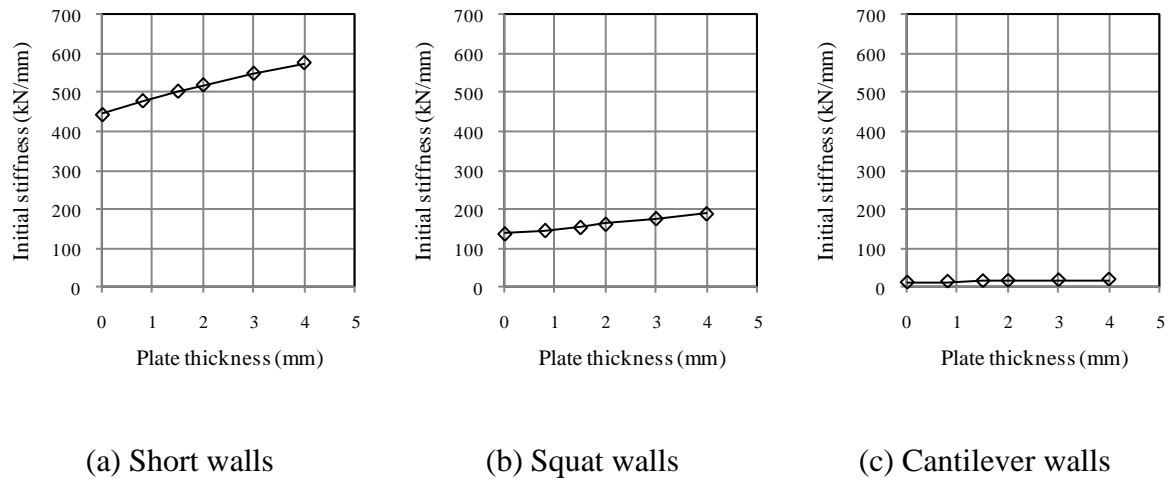 Initial stiffness (kN/mm)
700
600
500
400
300
200
100
0
0 1 2 3 4 5
Plate thickness (mm)
(a) Short walls
Initial stiffness (kN/mm)
700
600
500
400
300
200
100
0
0 1 2 3 4 5
Plate thickness (mm)
(b) Squat walls
Initial stiffness (kN/mm)
700
600
500
400
300
200
100
0
0 1 2 3 4 5
Plate thickness (mm)
(c) Cantilever walls